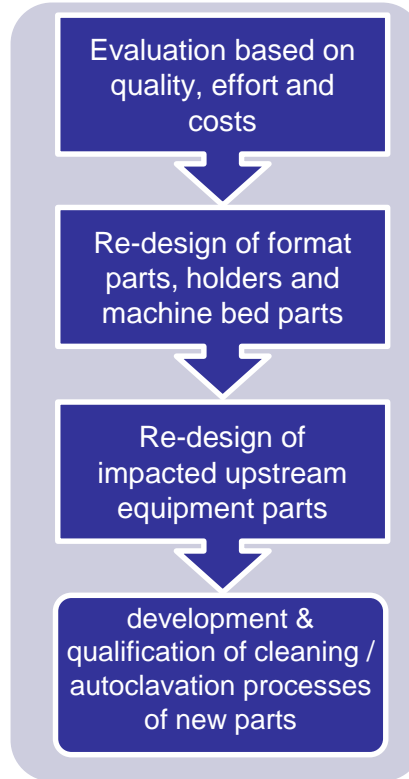 Evaluation based on
quality, effort and
costs
Re-design of format
parts, holders and
machine bed parts
Re-design of
impacted upstream
equipment parts
development &
qualification of cleaning /
autoclavation processes
of new parts